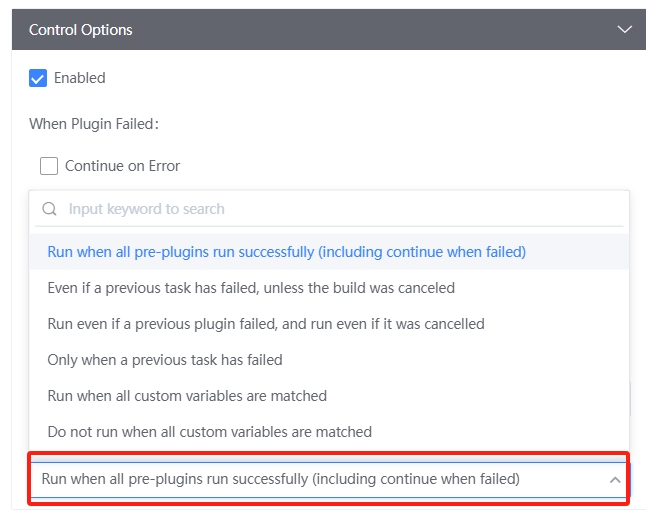 Control Options
Enabled
When Plugin Failed:
Continue on Error
Input keyword to search
Run when all pre-plugins run successfully (including continue when failed)
Even if a previous task has failed, unless the build was canceled
Run even if a previous plugin failed, and run even if it was cancelled
Only when a previous task has failed
Run when all custom variables are matched
Do not run when all custom variables are matched
Run when all pre-plugins run successfully (including continue when failed)